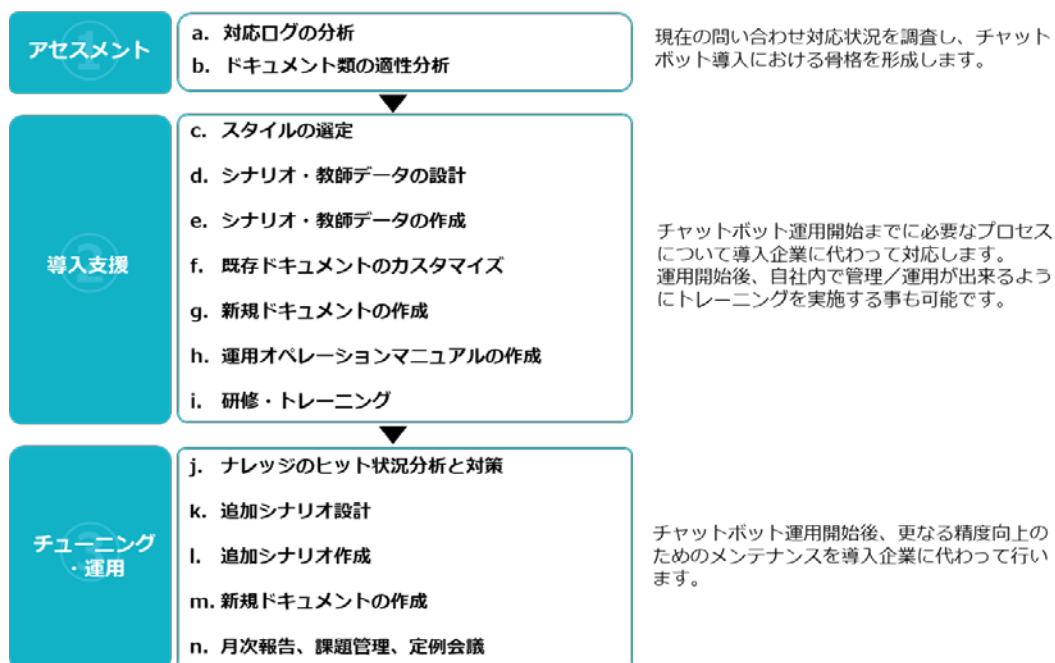 1
アセスメント
a. 対応ログの分析
b. ドキュメント類の適性分析
現在の問い合わせ対応状況を調査し、チャット
ボット導入における骨格を形成します。
2
導入支援
c. スタイルの選定
d. シナリオ・教師データの設計
e. シナリオ・教師データの作成
f. 既存ドキュメントのカスタマイズ
g. 新規ドキュメントの作成
h. 運用オペレーションマニュアルの作成
i. 研修・トレーニング
チャットボット運用開始までに必要なプロセス
について導入企業に代わって対応します。
運用開始後、自社内で管理／運用が出来るよう
にトレーニングを実施する事も可能です。
3
チューニング
・運用
j. ナレッジのヒット状況分析と対策
k. 追加シナリオ設計
l. 追加シナリオ作成
m. 新規ドキュメントの作成
n. 月次報告、課題管理、定例会議
チャットボット運用開始後、更なる精度向上の
ためのメンテナンスを導入企業に代わって行い
ます。